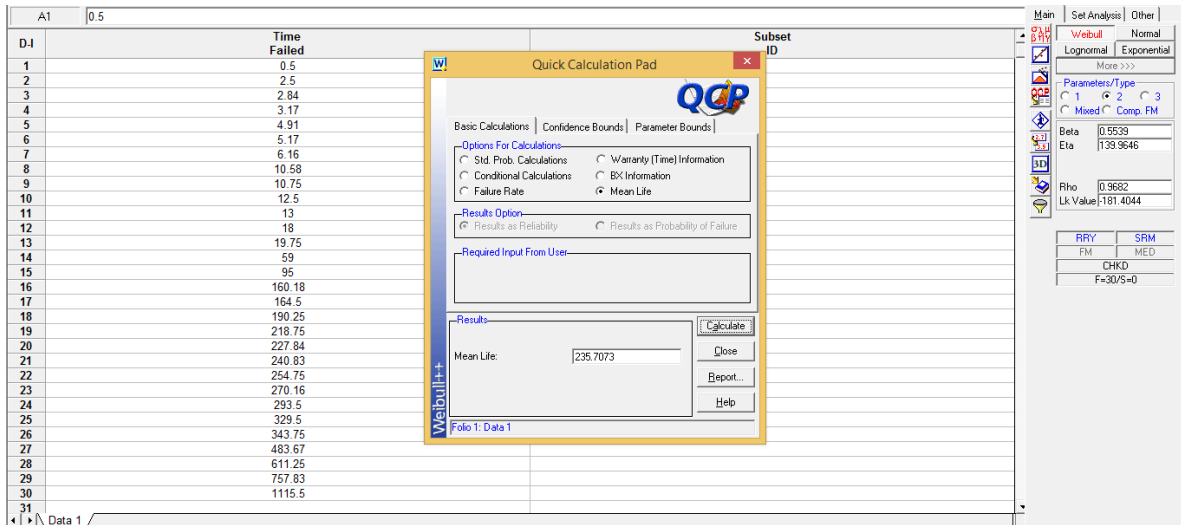 A1 0.5
D-I Time Failed Subset ID
1 0.5
2 2.5
3 2.84
4 3.17
5 4.91
6 5.17
7 6.16
8 10.58
9 10.75
10 12.5
11 13
12 18
13 19.75
14 59
15 95
16 160.18
17 164.5
18 190.25
19 218.75
20 227.84
21 240.83
22 254.75
23 270.16
24 293.5
25 329.5
26 343.75
27 483.67
28 611.25
29 757.83
30 1115.5
31
Data 1
W!
Quick Calculation Pad
QCP
Basic Calculations Confidence Bounds Parameter Bounds
Options For Calculations
Std. Prob. Calculations Warranty (Time) Information
Conditional Calculations BX Information
Failure Rate Mean Life
Results Option
Results as Reliability Results as Probability of Failure
Required Input From User
Results
Mean Life: 235.7073
Calculate
Close
Report...
Help
Weibull++
Folio 1: Data 1
Main Set Analysis Other
Weibull Normal
Lognormal Exponential
More >>>
Parameters/Type
1 2 3
Mixed Comp. FM
Beta 0.5539
Eta 139.9646
Rho 0.9682
Lk Value -181.4044
RRY SRM
FM MED
CHKD
F=30/S=0
QCP
3D